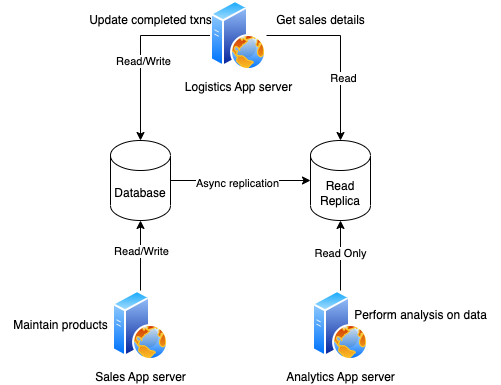 Update completed txns
Get sales details
Read/Write
Logistics App server
Read
Database
Async replication
Read
Replica
Read/Write
Read Only
Maintain products
Perform analysis on data
Sales App server
Analytics App server